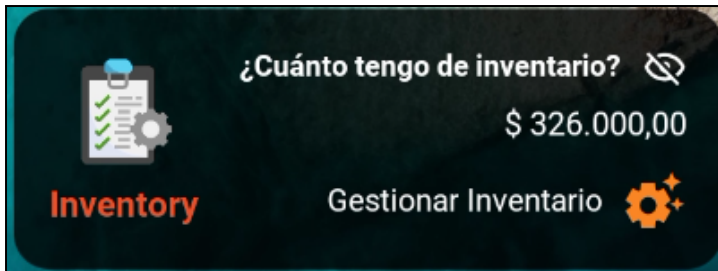 ¿Cuánto tengo de inventario?
$ 326.000,00
Inventory
Gestionar Inventario